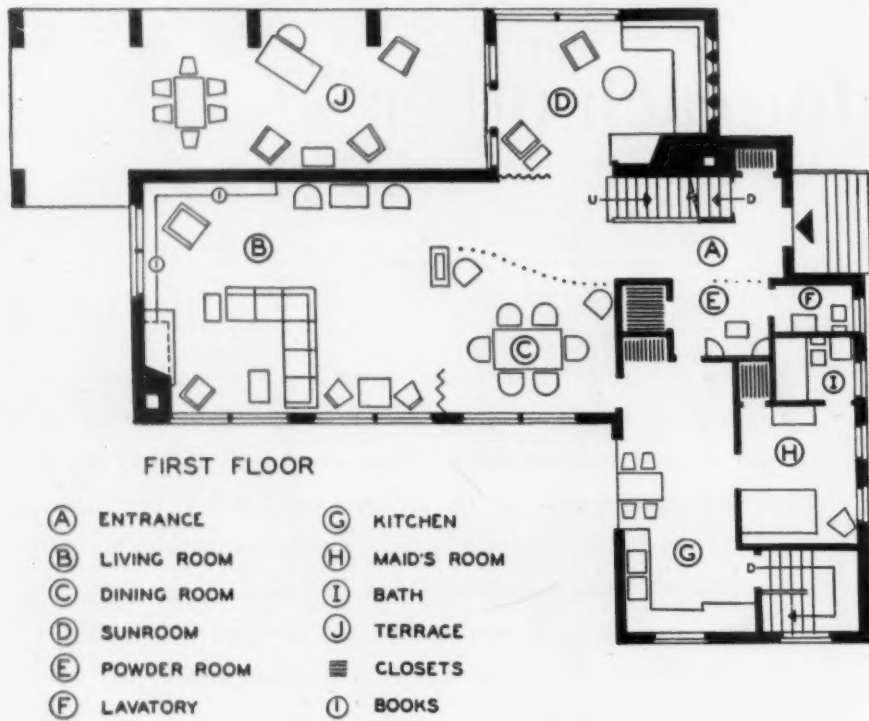 J
D
U
D
B
A
E
F
C
I
H
G
D
I
I
FIRST FLOOR
A ENTRANCE
B LIVING ROOM
C DINING ROOM
D SUNROOM
E POWDER ROOM
F LAVATORY
G KITCHEN
H MAID'S ROOM
I BATH
J TERRACE
CLOSETS
I BOOKS